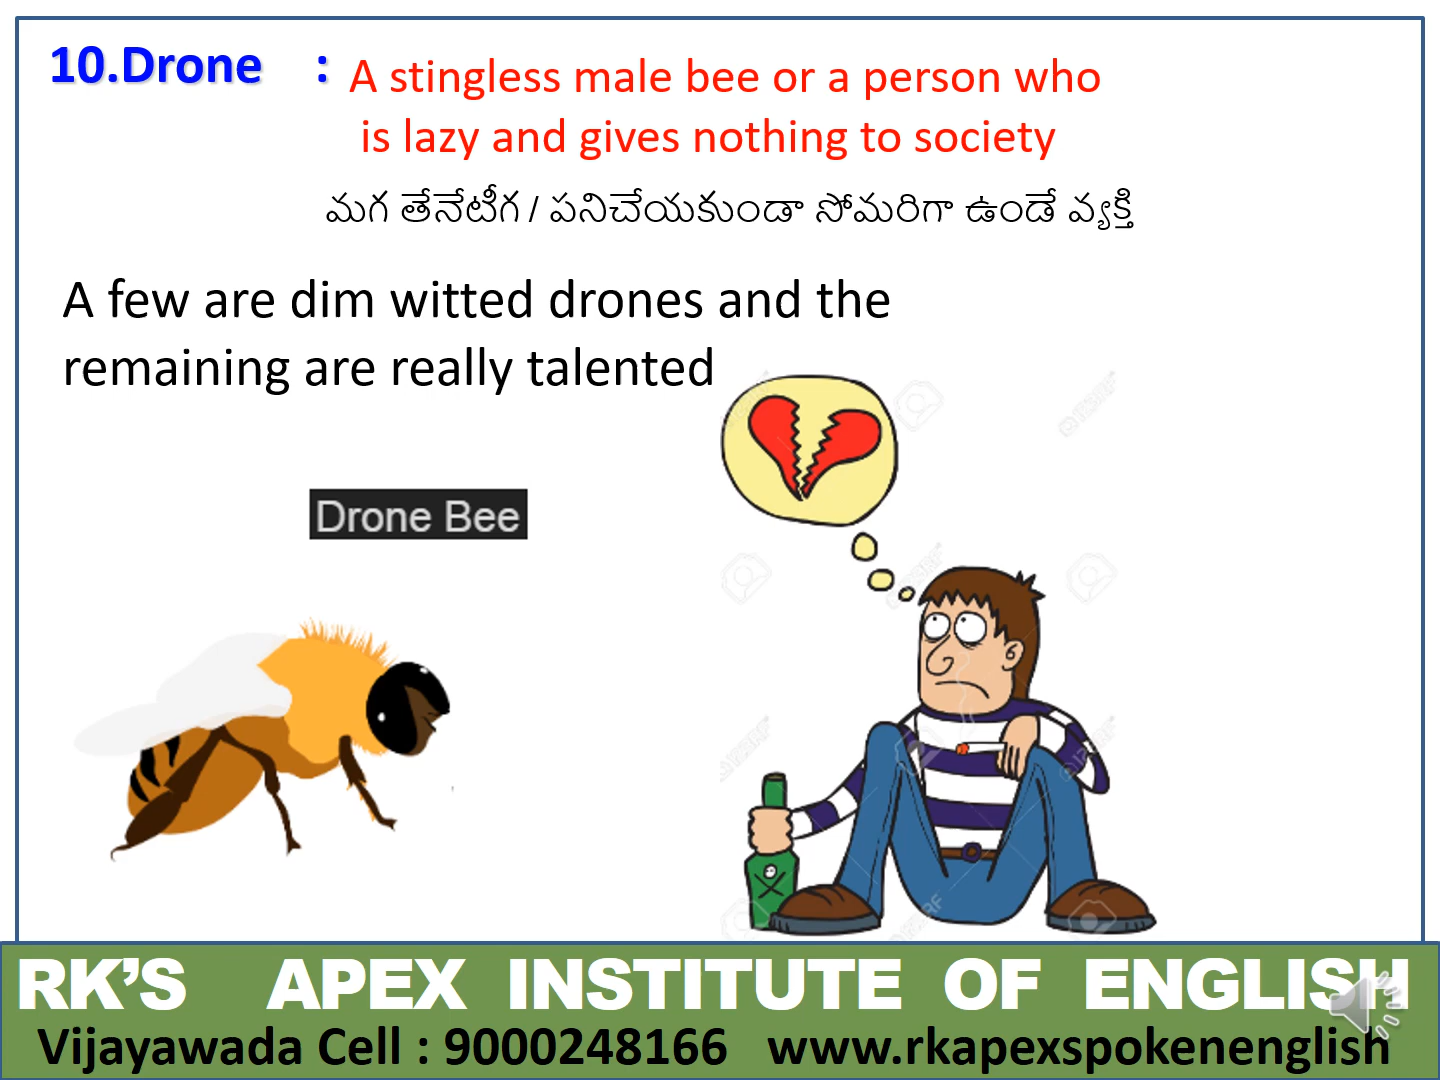 10.Drone : A stingless male bee or a person who
is lazy and gives nothing to society
మగ తేనేటీగ / పనిచేయకుండా సోమరిగా ఉండే వ్యక్తి
A few are dim witted drones and the
remaining are really talented
Drone Bee
RK'S APEX INSTITUTE OF ENGLISH
Vijayawada Cell : 9000248166 www.rkapexspokenenglish